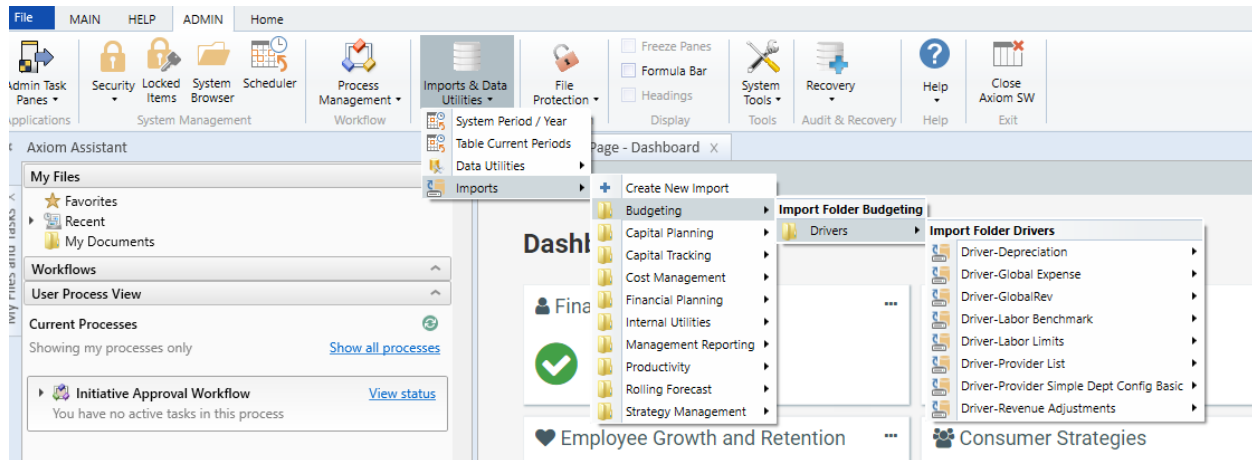 File MAIN HELP ADMIN Home
Admin Task Panes
Security
Locked Items
System Browser
Scheduler
Process Management
Imports & Data Utilities
File Protection
Freeze Panes
Formula Bar
Headings
System Tools
Recovery
Help
Close Axiom SW
Applications System Management Workflow Display Tools Audit & Recovery Help Exit
System Period / Year
Table Current Periods
Data Utilities
Imports
Axiom Assistant
Page - Dashboard X
My Files
Favorites
Recent
My Documents
Workflows
User Process View
Current Processes
Showing my processes only Show all processes
Initiative Approval Workflow View status
You have no active tasks in this process
My Files and Tasks
Create New Import
Budgeting
Capital Planning
Capital Tracking
Cost Management
Financial Planning
Internal Utilities
Management Reporting
Productivity
Rolling Forecast
Strategy Management
Import Folder Budgeting
Drivers
Import Folder Drivers
Driver-Depreciation
Driver-Global Expense
Driver-GlobalRev
Driver-Labor Benchmark
Driver-Labor Limits
Driver-Provider List
Driver-Provider Simple Dept Config Basic
Driver-Revenue Adjustments
Dashb
Fina
Employee Growth and Retention
Consumer Strategies